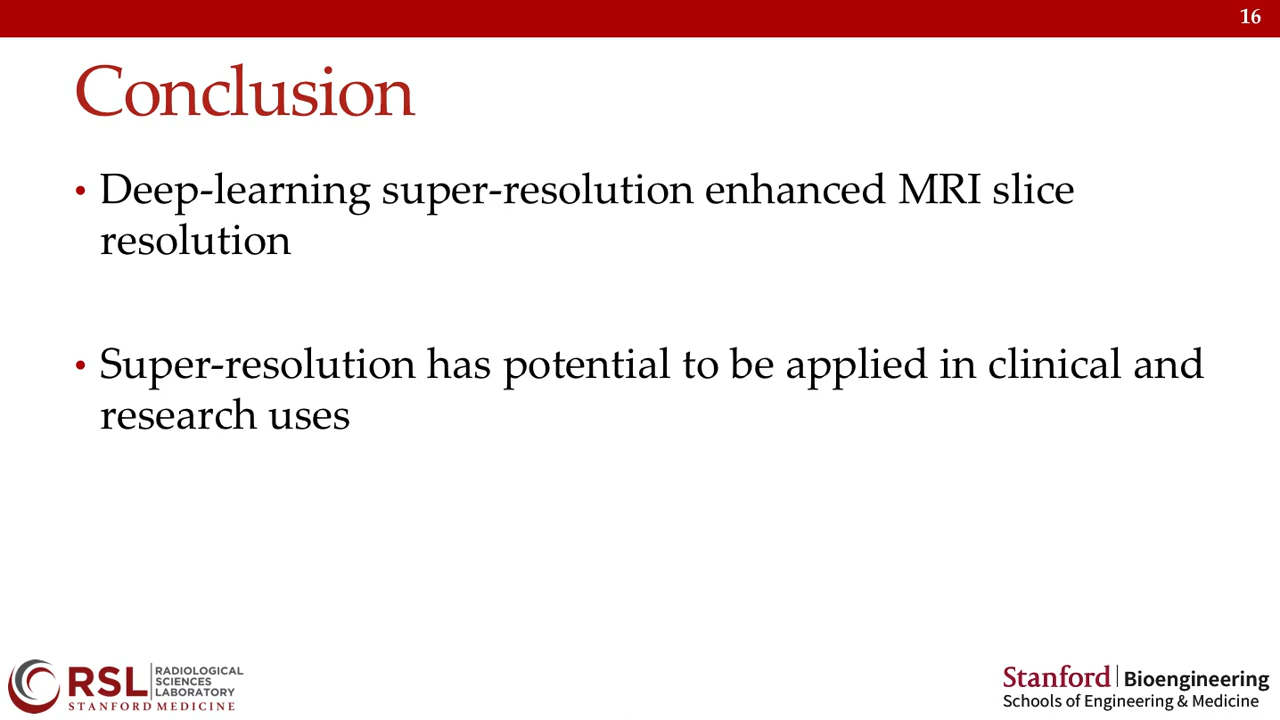 16
Conclusion
• Deep-learning super-resolution enhanced MRI slice
resolution
• Super-resolution has potential to be applied in clinical and
research uses
RSL
RADIOLOGICAL
SCIENCES
LABORATORY
STANFORD MEDICINE
Stanford | Bioengineering
Schools of Engineering & Medicine